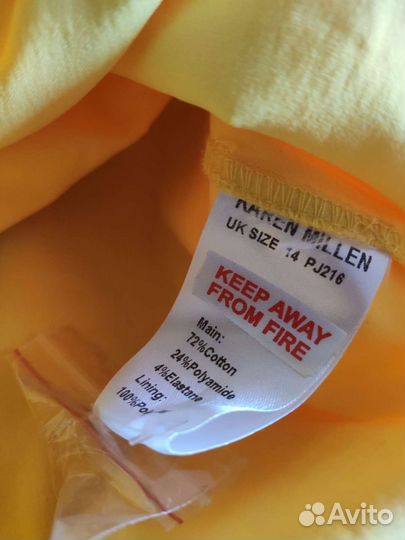 KAREN MILLEN
UK SIZE 14 PJ216
KEEP AWAY
FROM FIRE
Main:
72%Cotton
24%Polyamide
4%Elastane
Lining:
Avito